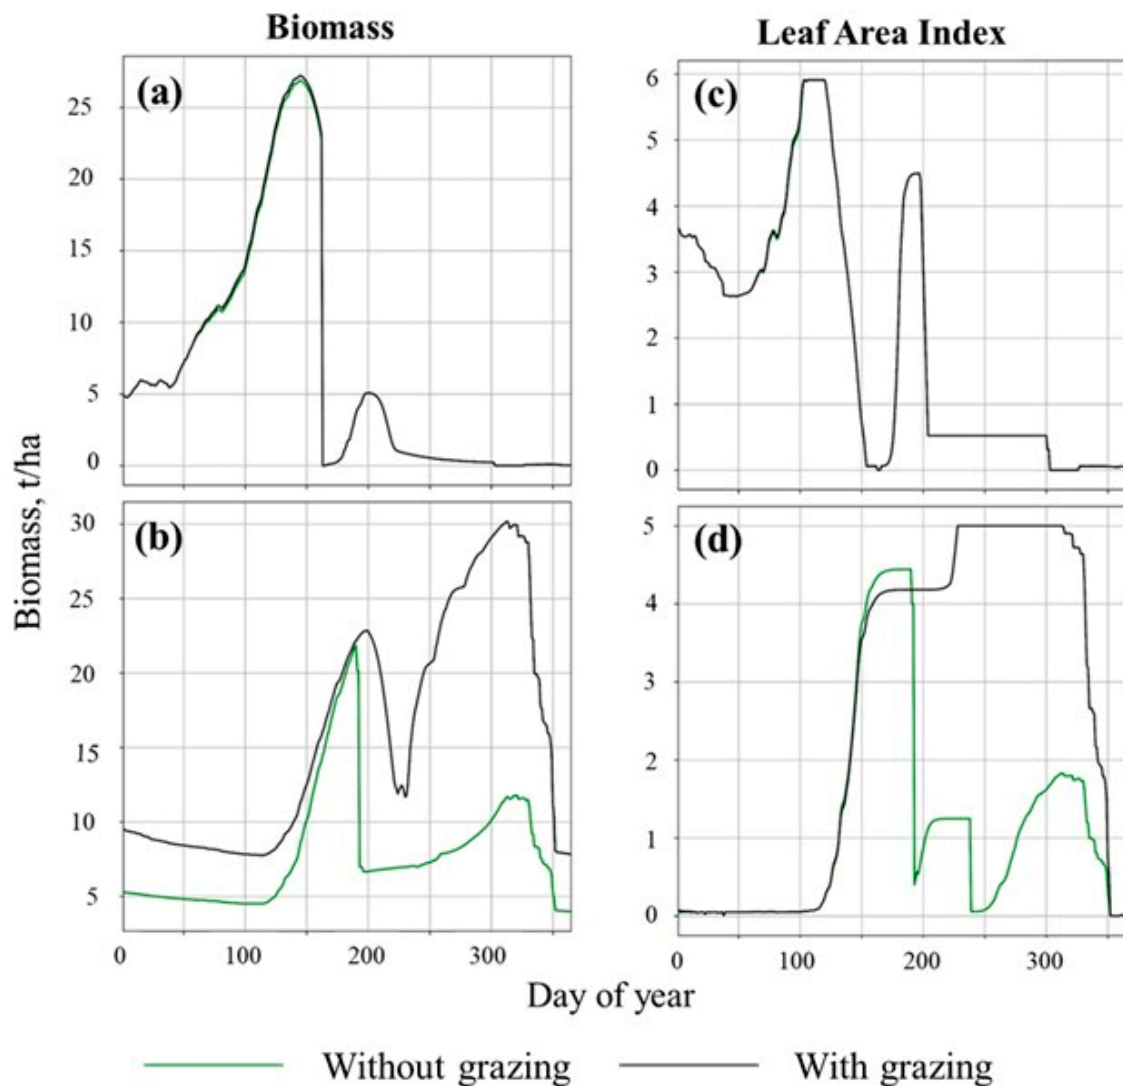 Biomass
Leaf Area Index
(a)
25
20
15
10
5
0
(c)
6
5
4
3
2
1
0
Biomass, t/ha
(b)
30
25
20
15
10
5
0 100 200 300
(d)
5
4
3
2
1
0
0 100 200 300
Day of year
Without grazing With grazing